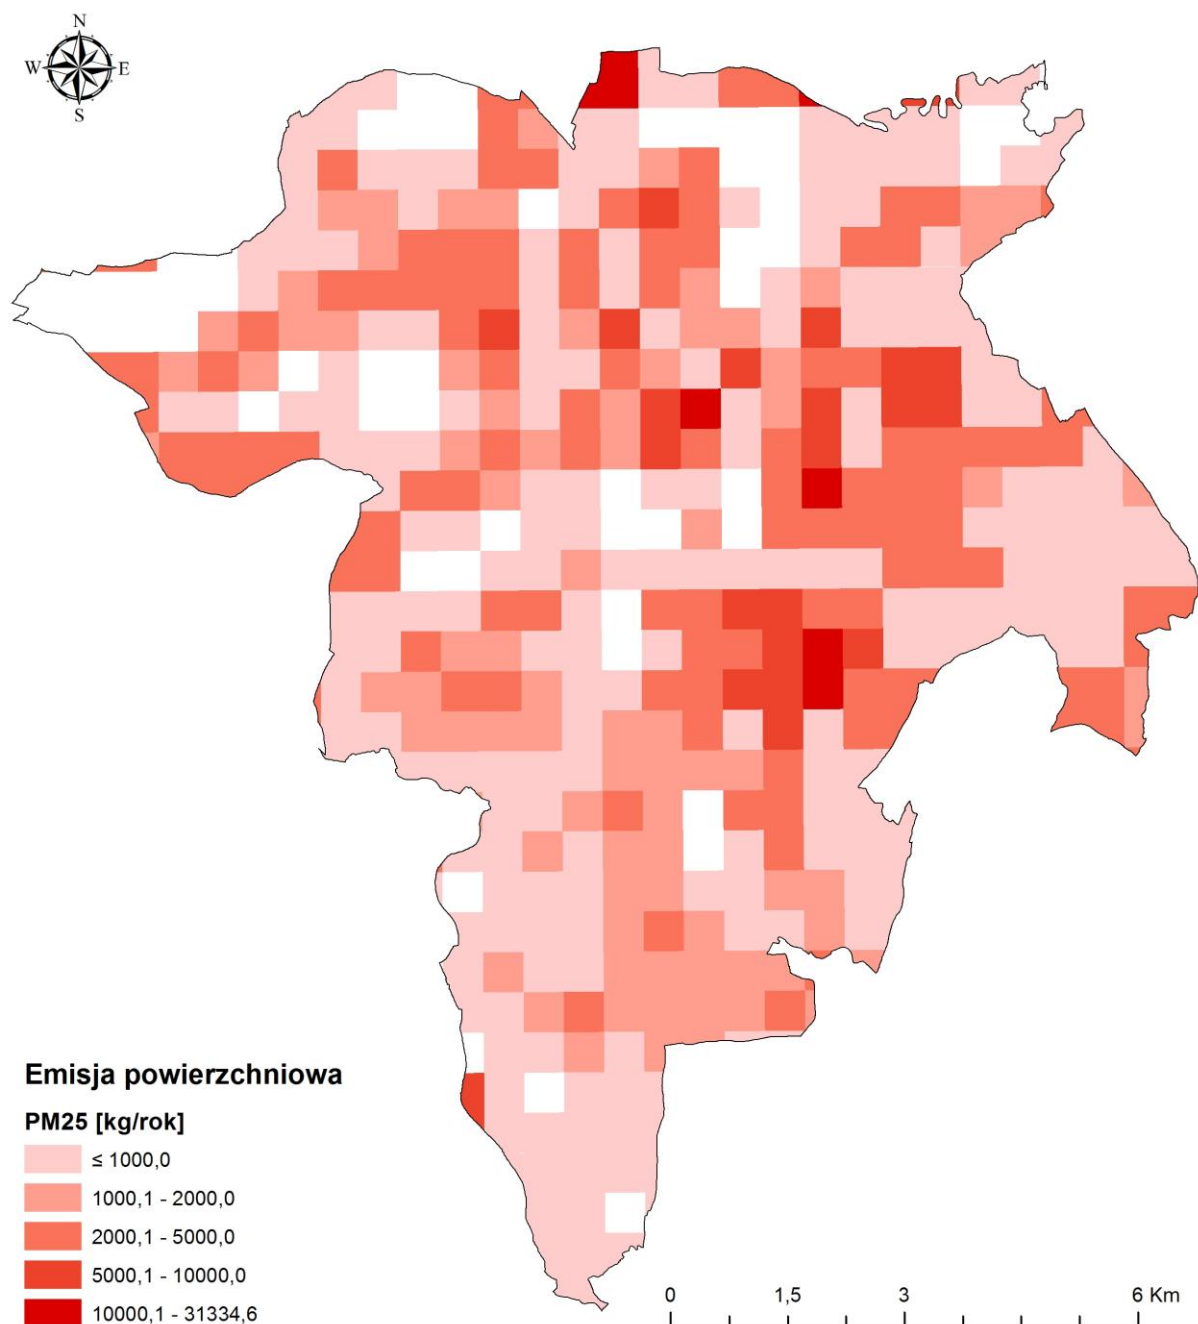 N
W E
S
Emisja powierzchniowa
PM25 [kg/rok]
≤ 1000,0
1000,1 - 2000,0
2000,1 - 5000,0
5000,1 - 10000,0
10000,1 - 31334,6
0 1,5 3 6 Km